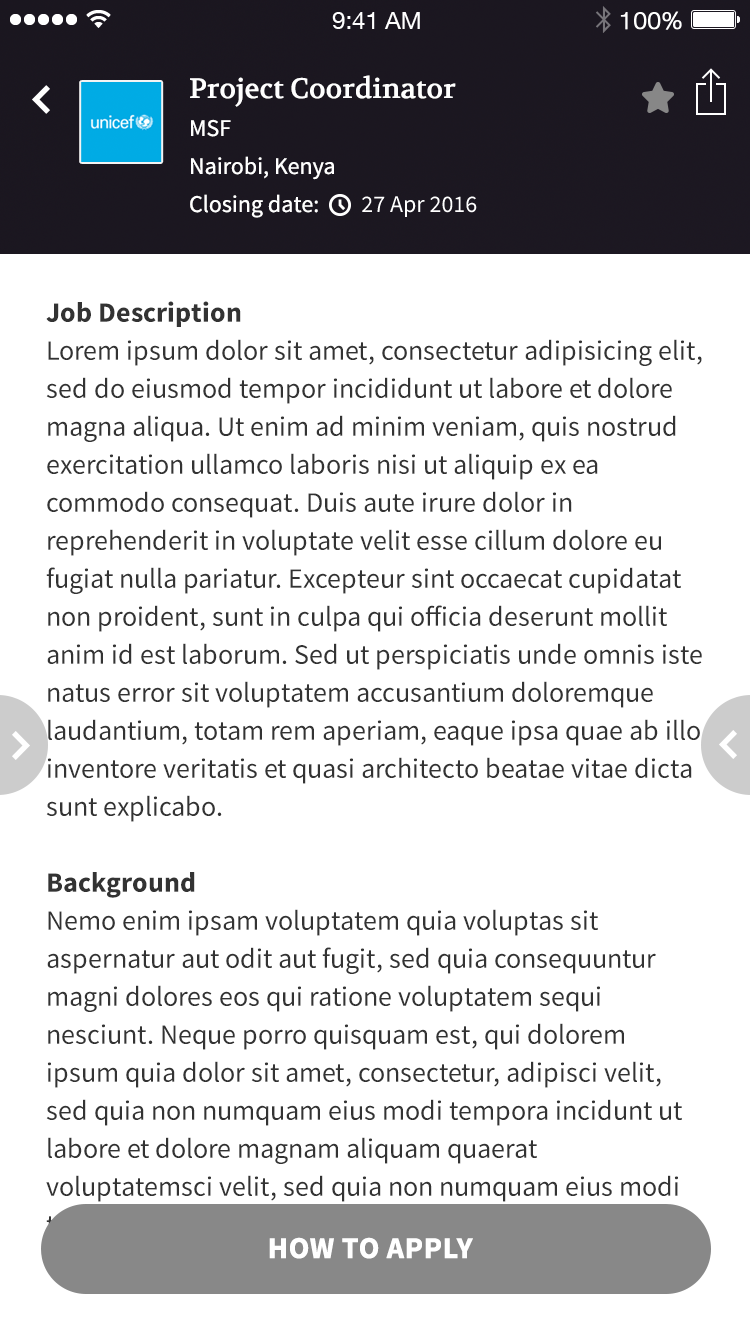 9:41 AM
100%
unicef
Project Coordinator
MSF
Nairobi, Kenya
Closing date: 27 Apr 2016
Job Description
Lorem ipsum dolor sit amet, consectetur adipisicing elit,
sed do eiusmod tempor incididunt ut labore et dolore
magna aliqua. Ut enim ad minim veniam, quis nostrud
exercitation ullamco laboris nisi ut aliquip ex ea
commodo consequat. Duis aute irure dolor in
reprehenderit in voluptate velit esse cillum dolore eu
fugiat nulla pariatur. Excepteur sint occaecat cupidatat
non proident, sunt in culpa qui officia deserunt mollit
anim id est laborum. Sed ut perspiciatis unde omnis iste
natus error sit voluptatem accusantium doloremque
laudantium, totam rem aperiam, eaque ipsa quae ab illo
inventore veritatis et quasi architecto beatae vitae dicta
sunt explicabo.
Background
Nemo enim ipsam voluptatem quia voluptas sit
aspernatur aut odit aut fugit, sed quia consequuntur
magni dolores eos qui ratione voluptatem sequi
nesciunt. Neque porro quisquam est, qui dolorem
ipsum quia dolor sit amet, consectetur, adipisci velit,
sed quia non numquam eius modi tempora incidunt ut
labore et dolore magnam aliquam quaerat
voluptatemsci velit, sed quia non numquam eius modi
HOW TO APPLY